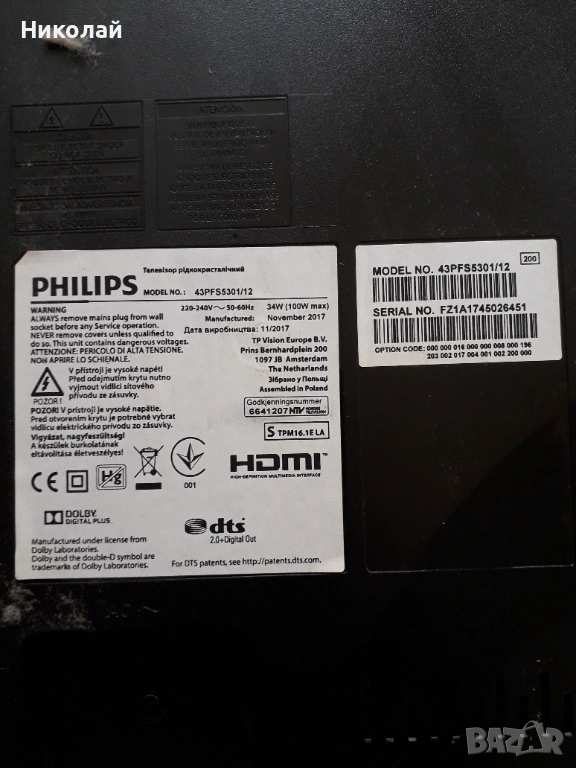 Николай
ATENCION
PHILIPS
Телевізор рідкокристалічний
MODEL NO.: 43PFS5301/12
WARNING
ALWAYS remove mains plug from wall
socket before any Service operation.
NEVER remove covers unless qualified to
do so. This unit contains dangerous voltages.
ATTENZIONE: PERICOLO DI ALTA TENSIONE.
NON APRIRE LO SCHIENALE.
220-240V～ 50-60Hz 34W (100W max)
Manufactured: November 2017
Дата виробництва: 11/2017
TP Vision Europe B.V.
Prins Bernhardplein 200
1097 JB Amsterdam
The Netherlands
Зібрано у Польщі
Assembled in Poland
V přístroji je vysoké napětí
Před odejmutím krytu nutno
vyjmout vidlici síťového
přívodu ze zásuvky.
POZOR !
POZOR! V prístroji je vysoké napätie.
Pred otvorením krytu je potrebné vybrať
vidlicu elektrického prívodu zo zásuvky.
Vigyázat, nagyfeszültség!
A készülék burkolatának
eltávolítása életveszélyes!
Godkjenningsnummer
6641207 NTV
S TPM16.1E LA
CE Hg
001
HDMI™
HIGH-DEFINITION MULTIMEDIA INTERFACE
DOLBY
DIGITAL PLUS
dts
2.0+Digital Out
Manufactured under license from
Dolby Laboratories.
Dolby and the double-D symbol are
trademarks of Dolby Laboratories.
For DTS patents, see http://patents.dts.com.
200
MODEL NO. 43PFS5301/12
SERIAL NO. FZ1A1745026451
OPTION CODE: 000 000 018 000 900 008 000 196
203 002 017 004 001 002 200 000
BAZAR